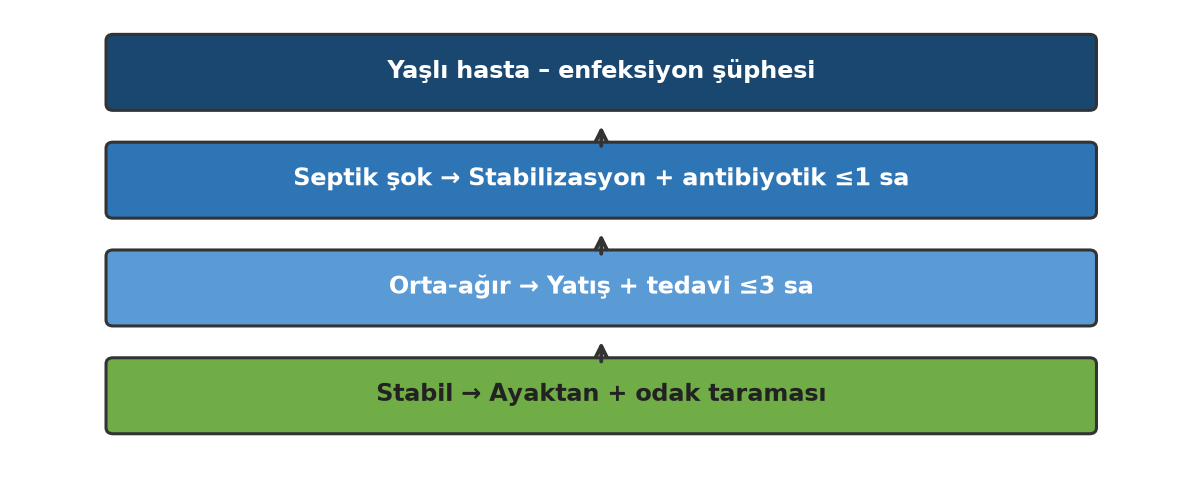 Yaşlı hasta – enfeksiyon şüphesi
Septik şok → Stabilizasyon + antibiyotik ≤1 sa
Orta-ağır → Yatış + tedavi ≤3 sa
Stabil → Ayaktan + odak taraması